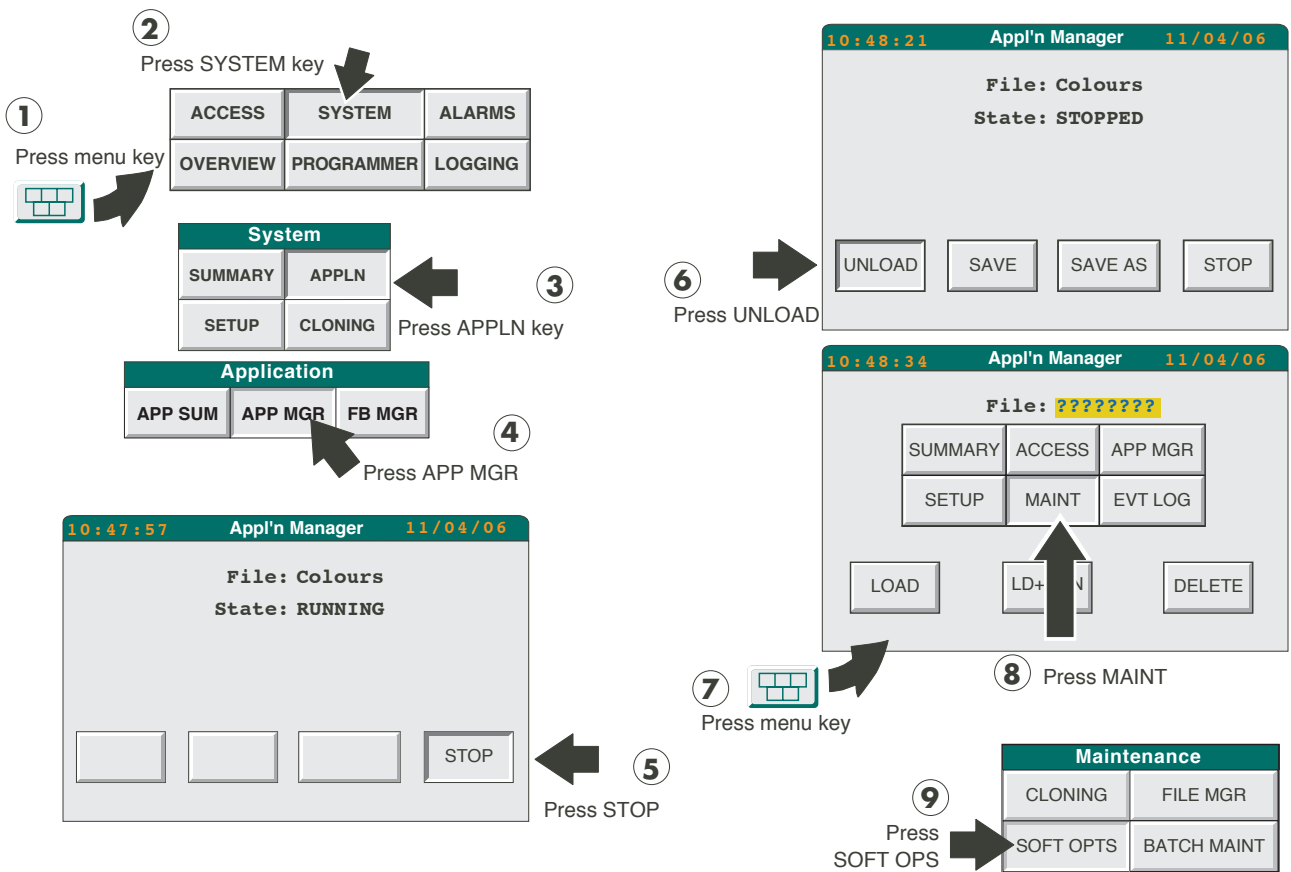 2
Press SYSTEM key
1
Press menu key
ACCESS SYSTEM ALARMS
OVERVIEW PROGRAMMER LOGGING
System
SUMMARY APPLN
SETUP CLONING
3
Press APPLN key
Application
APP SUM APP MGR FB MGR
4
Press APP MGR
10:47:57 Appl'n Manager 11/04/06
File: Colours
State: RUNNING
STOP
5
Press STOP
10:48:21 Appl'n Manager 11/04/06
File: Colours
State: STOPPED
UNLOAD SAVE SAVE AS STOP
6
Press UNLOAD
10:48:34 Appl'n Manager 11/04/06
File: ????????
SUMMARY ACCESS APP MGR
SETUP MAINT EVT LOG
LOAD DELETE
7
Press menu key
8
Press MAINT
Maintenance
CLONING FILE MGR
SOFT OPTS BATCH MAINT
9
Press
SOFT OPS